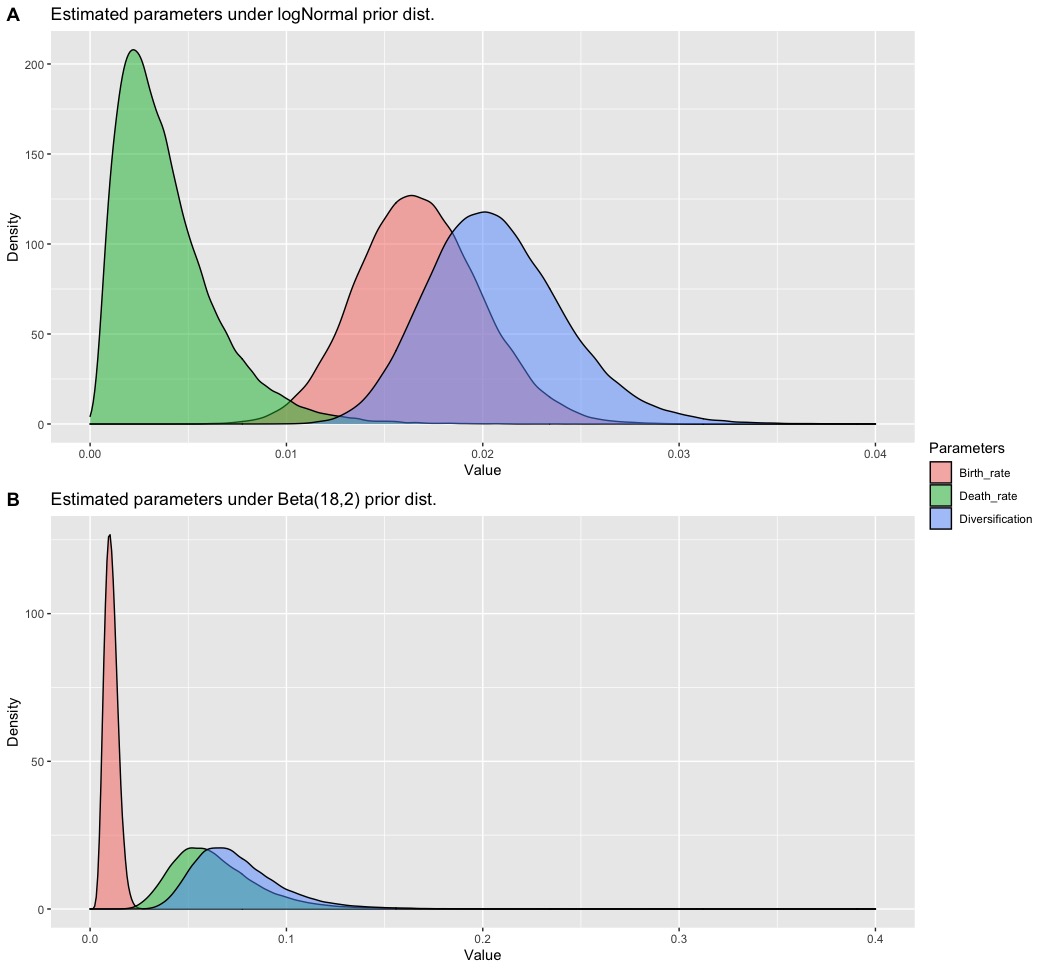 A Estimated parameters under logNormal prior dist.
200
150
100
50
0
Density
0.00 0.01 0.02 0.03 0.04
Value
Parameters
Birth_rate
Death_rate
Diversification
B Estimated parameters under Beta(18,2) prior dist.
100
50
0
Density
0.0 0.1 0.2 0.3 0.4
Value